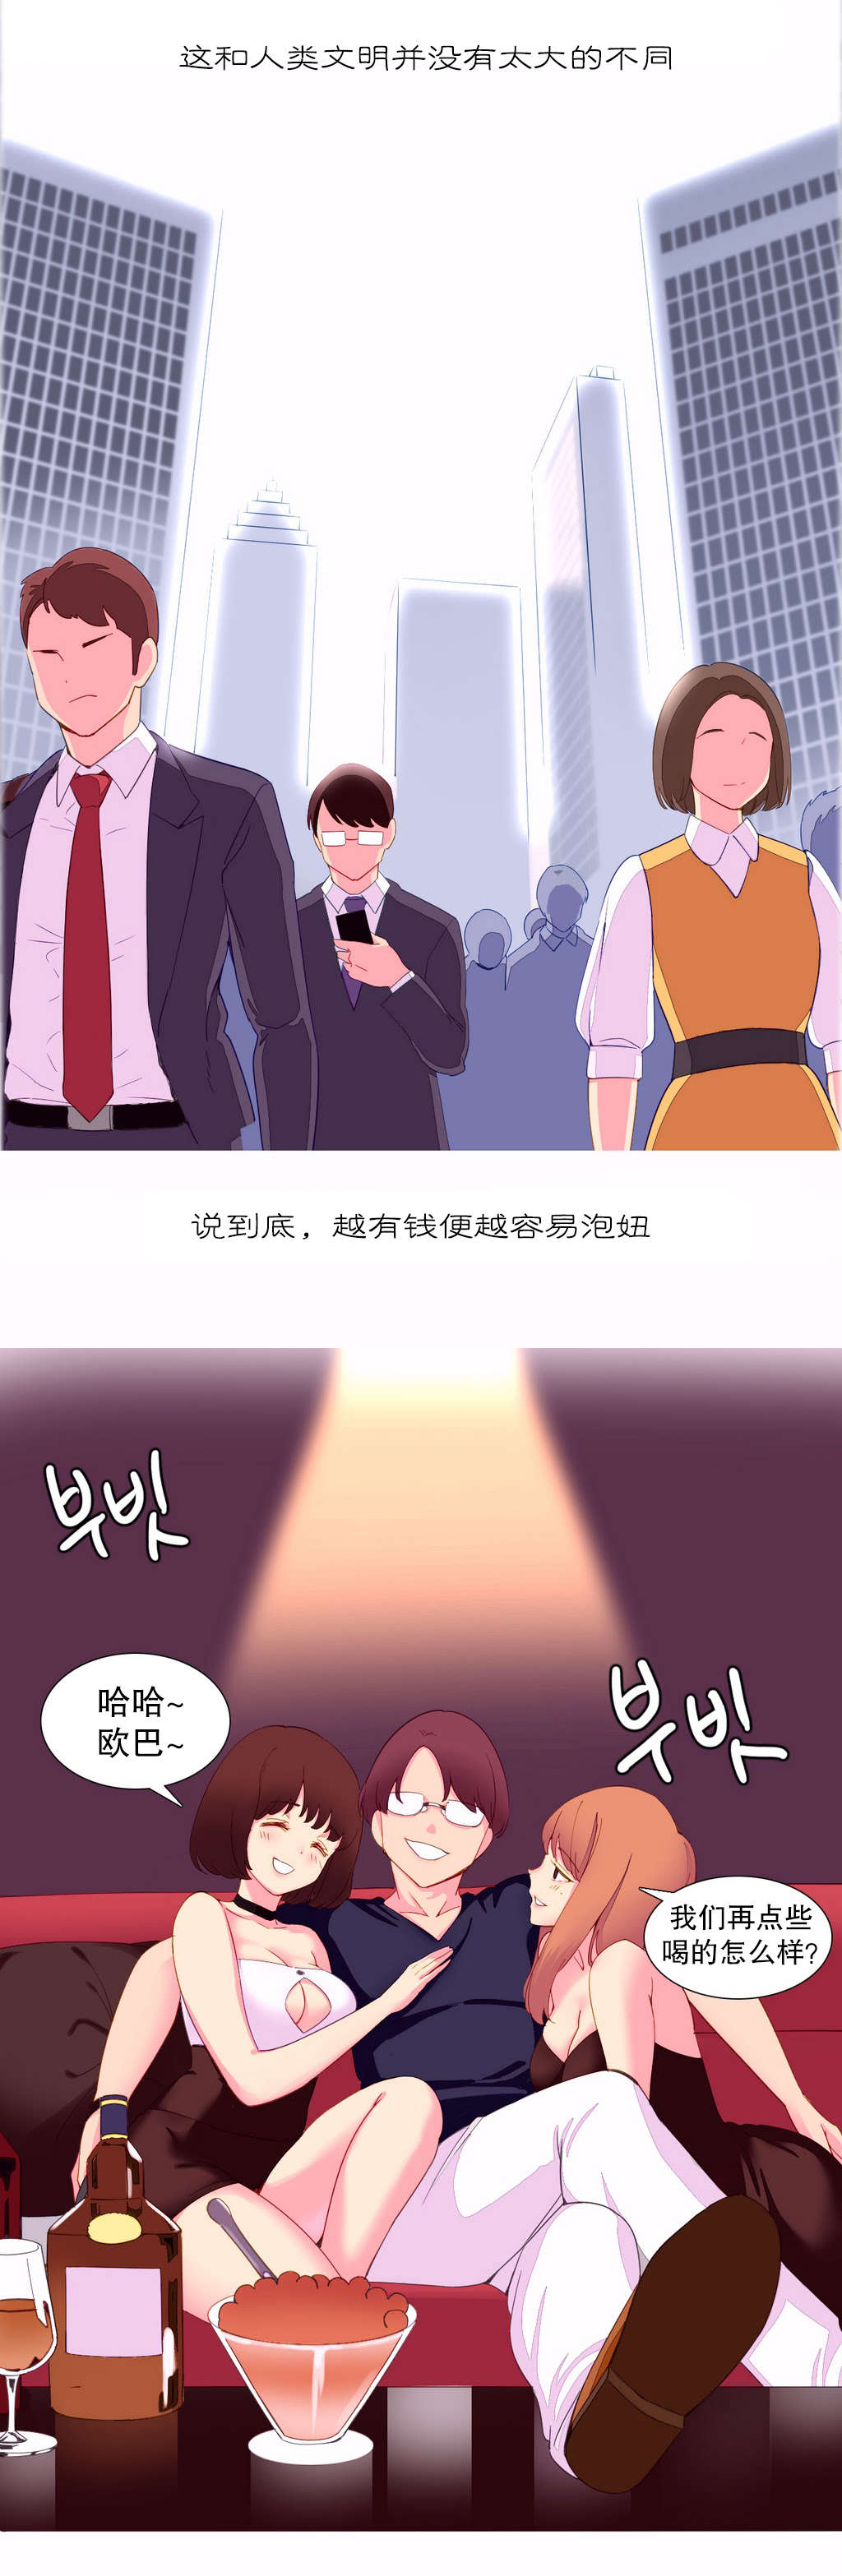 这和人类文明并没有太大的不同
说到底，越有钱便越容易泡妞
부빗
哈哈~
欧巴~
부빗
我们再点些
喝的怎么样?